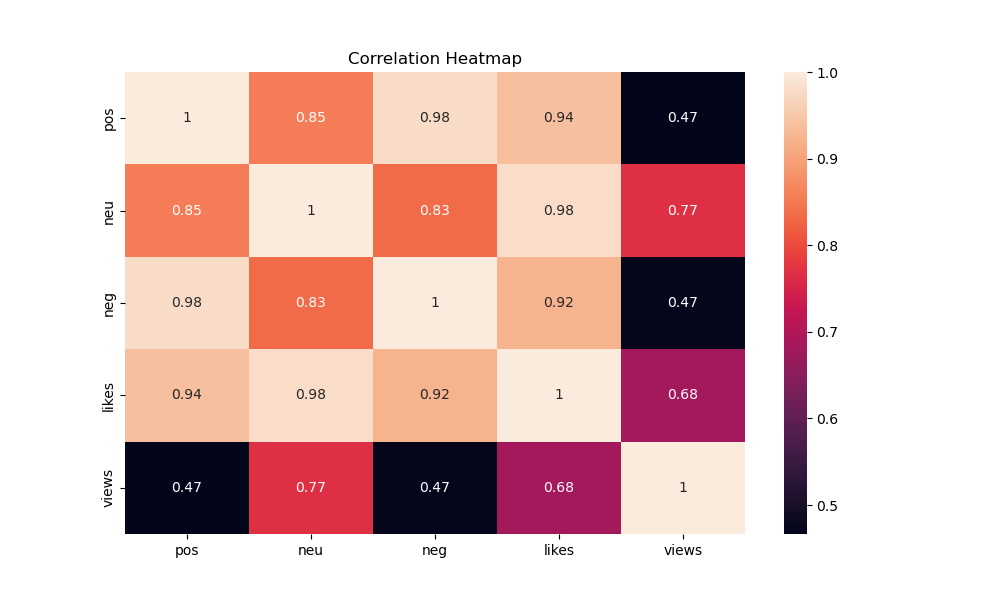 Correlation Heatmap
pos 1 0.85 0.98 0.94 0.47
neu 0.85 1 0.83 0.98 0.77
neg 0.98 0.83 1 0.92 0.47
likes 0.94 0.98 0.92 1 0.68
views 0.47 0.77 0.47 0.68 1
pos neu neg likes views
1.0
0.9
0.8
0.7
0.6
0.5